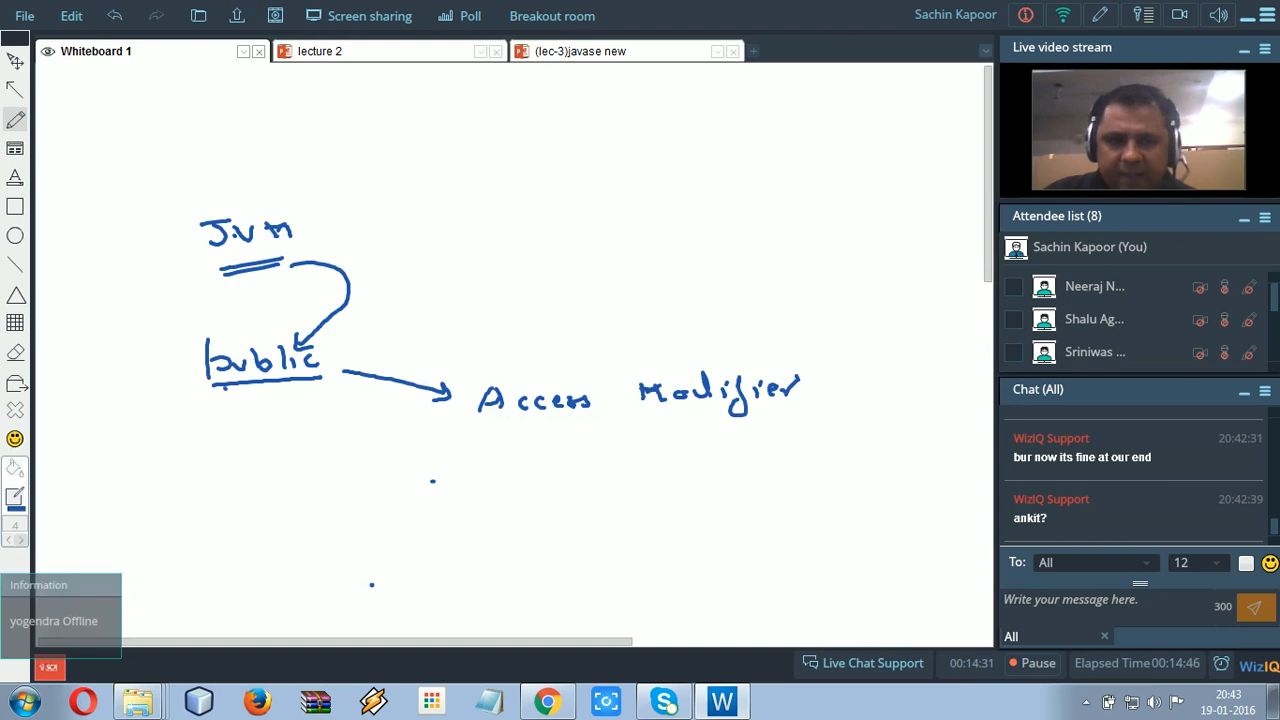 File Edit Screen sharing Poll Breakout room Sachin Kapoor
Whiteboard 1 lecture 2 (lec-3)javase new
Live video stream
JVM
public
Access Modifier
Attendee list (8)
Sachin Kapoor (You)
Neeraj N...
Shalu Ag...
Sriniwas ...
Chat (All)
WizIQ Support 20:42:31
bur now its fine at our end
WizIQ Support 20:42:39
ankit?
To: All 12
Write your message here. 300
All
4
Information
yogendra Offline
Live Chat Support 00:14:31 Pause Elapsed Time 00:14:46 WizIQ
20:43
19-01-2016